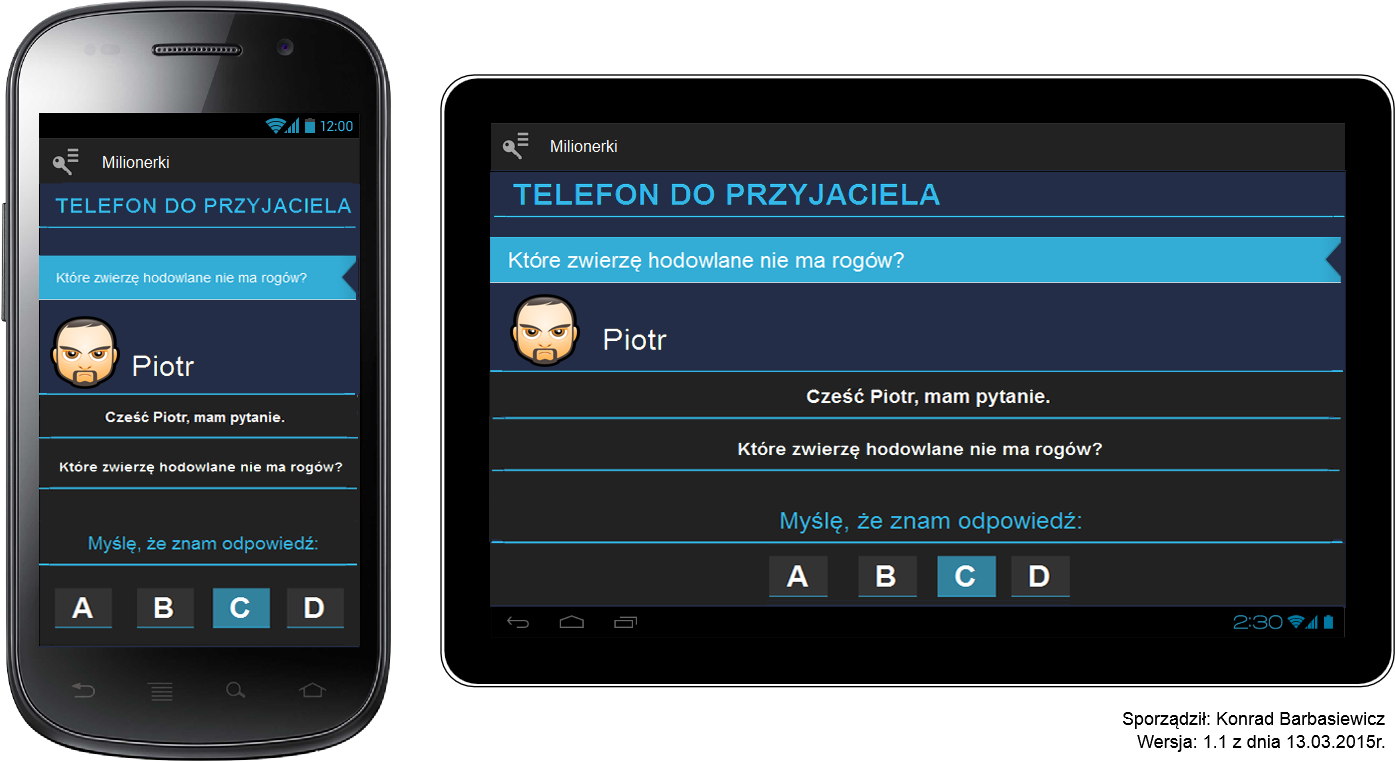 12:00
Milionerki
TELEFON DO PRZYJACIELA
Które zwierzę hodowlane nie ma rogów?
Piotr
Cześć Piotr, mam pytanie.
Które zwierzę hodowlane nie ma rogów?
Myślę, że znam odpowiedź:
A B C D
Milionerki
TELEFON DO PRZYJACIELA
Które zwierzę hodowlane nie ma rogów?
Piotr
Cześć Piotr, mam pytanie.
Które zwierzę hodowlane nie ma rogów?
Myślę, że znam odpowiedź:
A B C D
2:30
Sporządził: Konrad Barbasiewicz
Wersja: 1.1 z dnia 13.03.2015r.